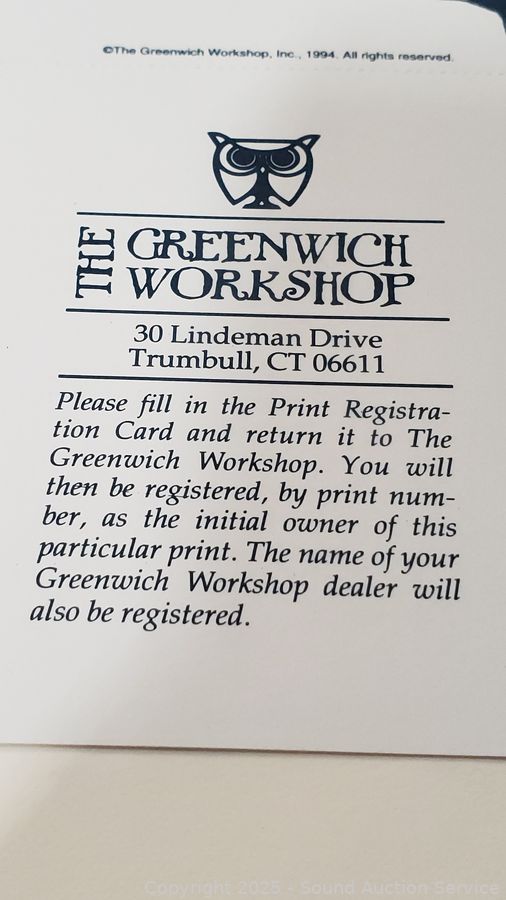 ©The Greenwich Workshop, Inc., 1994. All rights reserved.
THE GREENWICH
WORKSHOP
30 Lindeman Drive
Trumbull, CT 06611
Please fill in the Print Registra-
tion Card and return it to The
Greenwich Workshop. You will
then be registered, by print num-
ber, as the initial owner of this
particular print. The name of your
Greenwich Workshop dealer will
also be registered.
Copyright 2025 - Sound Auction Service